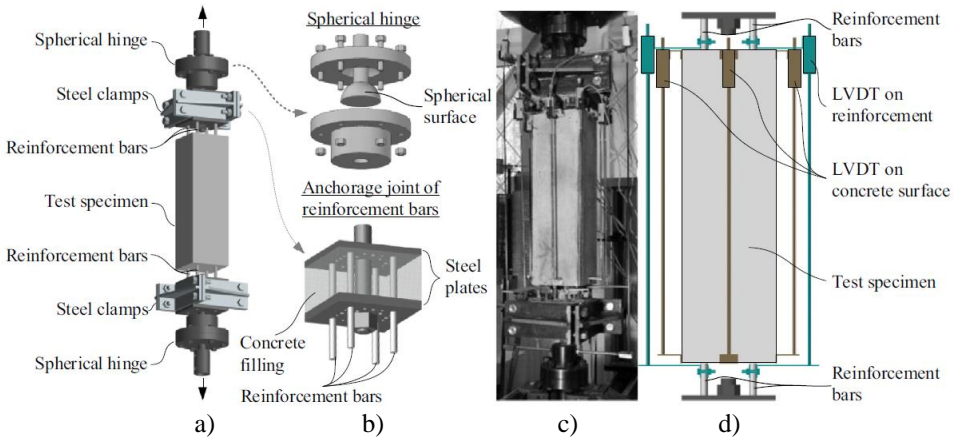 Spherical hinge
Steel clamps
Reinforcement bars
Test specimen
Reinforcement bars
Steel clamps
Spherical hinge
a)
Spherical hinge
Spherical
surface
Anchorage joint of
reinforcement bars
Steel
plates
Concrete
filling
Reinforcement bars
b)
c)
Reinforcement
bars
LVDT on
reinforcement
LVDT on
concrete surface
Test specimen
Reinforcement
bars
d)